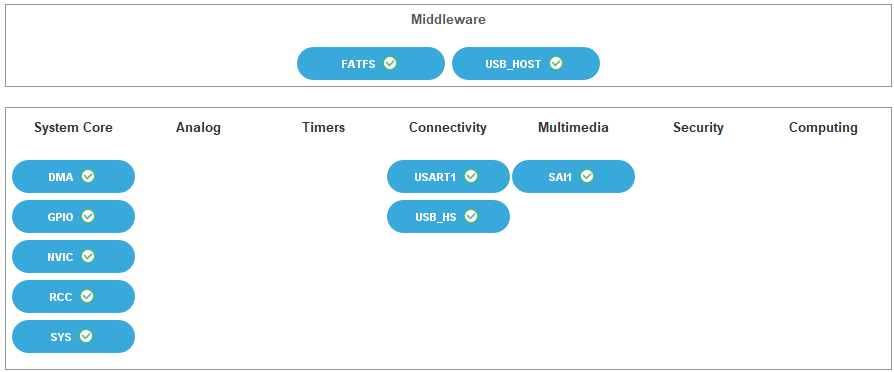 Middleware
FATFS USB_HOST
System Core Analog Timers Connectivity Multimedia Security Computing
DMA USART1 SAI1
GPIO USB_HS
NVIC
RCC
SYS